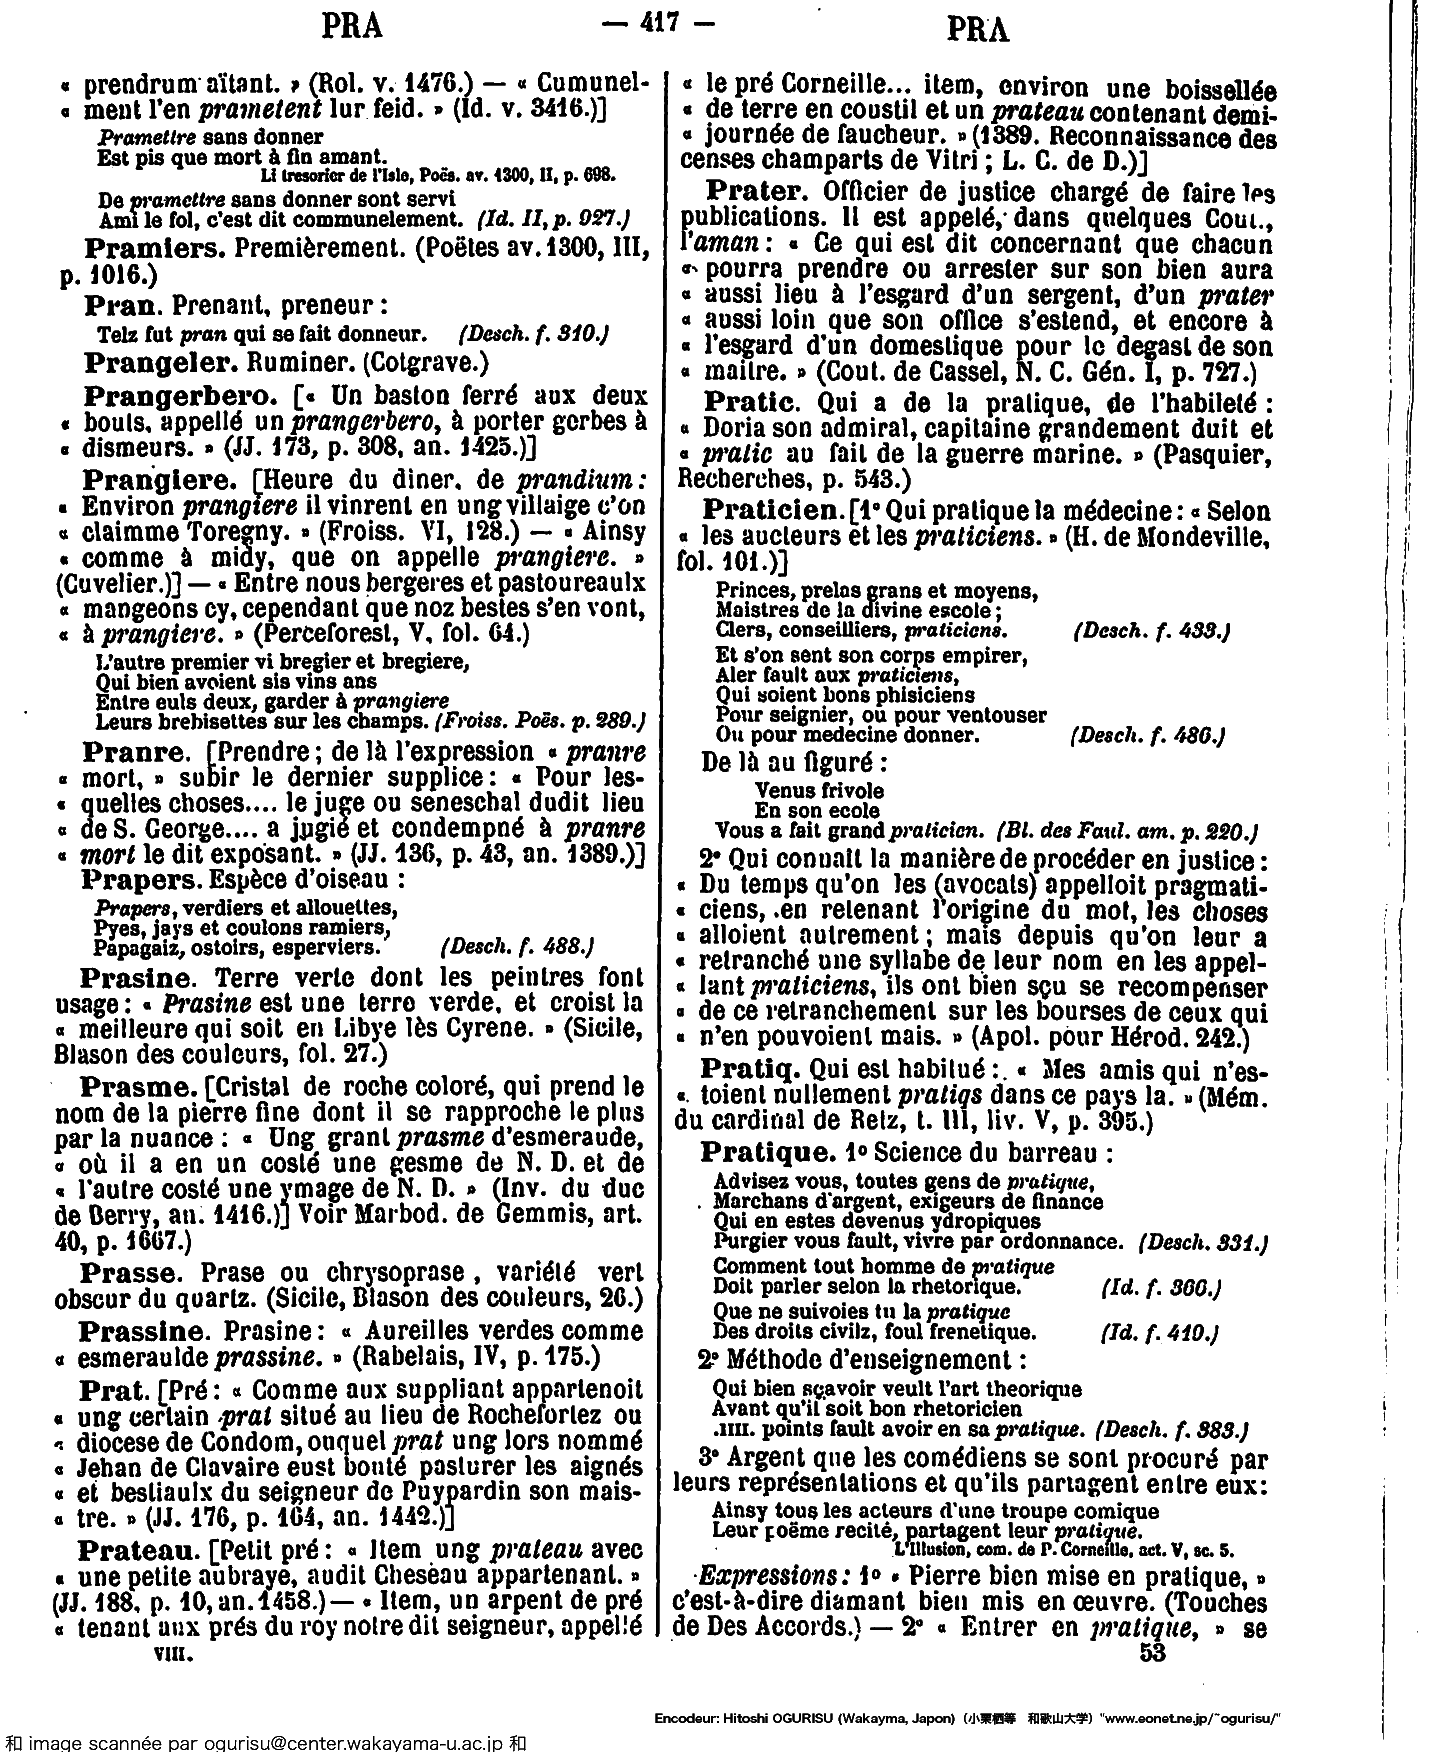 PRA — 417 — PRA
« prendrum aïtant. » (Rol. v. 1476.) — « Cumunel-
« ment l'en prametent lur feid. » (Id. v. 3416.)]
Pramettre sans donner
Est pis que mort à fin amant.
Li tresorier de l'Isle, Poës. av. 1300, II, p. 698.
De pramettre sans donner sont servi
Ami le fol, c'est dit communelement. (Id. II, p. 927.)
Pramiers. Premièrement. (Poëtes av. 1300, III,
p. 1016.)
Pran. Prenant, preneur :
Telz fut pran qui se fait donneur. (Desch. f. 310.)
Prangeler. Ruminer. (Cotgrave.)
Prangerbero. [« Un baston ferré aux deux
« bouts, appellé un prangerbero, à porter gerbes à
« dismeurs. » (JJ. 173, p. 308, an. 1425.)]
Prangiere. [Heure du diner, de prandium :
« Environ prangiere il vinrent en ung villaige c'on
« claimme Toregny. » (Froiss. VI, 128.) — « Ainsy
« comme à midy, que on appelle prangiere. »
(Cuvelier.)] — « Entre nous bergeres et pastoureaulx
« mangeons cy, cependant que noz bestes s'en vont,
« à prangiere. » (Perceforest, V, fol. 64.)
L'autre premier vi bregier et bregiere,
Qui bien avoient sis vins ans
Entre euls deux, garder à prangiere
Leurs brehisettes sur les champs. (Froiss. Poës. p. 289.)
Pranre. [Prendre ; de là l'expression « pranre
« mort, » subir le dernier supplice : « Pour les-
« quelles choses.... le juge ou seneschal dudit lieu
« de S. George.... a jugié et condempné à pranre
« mort le dit exposant. » (JJ. 136, p. 43, an. 1389.)]
Prapers. Espèce d'oiseau :
Prapers, verdiers et allouettes,
Pyes, jays et coulons ramiers,
Papagaiz, ostoirs, esperviers. (Desch. f. 488.)
Prasine. Terre verte dont les peintres font
usage : « Prasine est une terre verde, et croist la
« meilleure qui soit en Libye lès Cyrene. » (Sicile,
Blason des couleurs, fol. 27.)
Prasme. [Cristal de roche coloré, qui prend le
nom de la pierre fine dont il se rapproche le plus
par la nuance : « Ung grant prasme d'esmeraude,
« où il a en un costé une gesme de N. D. et de
« l'autre costé une ymage de N. D. » (Inv. du duc
de Berry, an. 1416.)] Voir Marbod. de Gemmis, art.
40, p. 1667.)
Prasse. Prase ou chrysoprase, variété vert
obscur du quartz. (Sicile, Blason des couleurs, 26.)
Prassine. Prasine : « Aureilles verdes comme
« esmeraulde prassine. » (Rabelais, IV, p. 175.)
Prat. [Pré : « Comme aux suppliant appartenoit
« ung certain prat situé au lieu de Rochefortez ou
« diocese de Condom, ouquel prat ung lors nommé
« Jehan de Clavaire eust bouté pasturer les aignés
« et bestiaulx du seigneur de Puypardin son mais-
« tre. » (JJ. 176, p. 164, an. 1442.)]
Prateau. [Petit pré : « Item ung prateau avec
« une petite aubraye, audit Cheseau appartenant. »
(JJ. 188, p. 10, an. 1458.) — « Item, un arpent de pré
« tenant aux prés du roy notre dit seigneur, appellé
VIII.
« le pré Corneille... item, environ une boissellée
« de terre en coustil et un prateau contenant demi-
« journée de faucheur. » (1389. Reconnaissance des
censes champarts de Vitri ; L. C. de D.)]
Prater. Officier de justice chargé de faire les
publications. Il est appelé, dans quelques Cout.,
l'aman : « Ce qui est dit concernant que chacun
« pourra prendre ou arrester sur son bien aura
« aussi lieu à l'esgard d'un sergent, d'un prater
« aussi loin que son office s'estend, et encore à
« l'esgard d'un domestique pour le degast de son
« maitre. » (Cout. de Cassel, N. C. Gén. I, p. 727.)
Pratic. Qui a de la pratique, de l'habileté :
« Doria son admiral, capitaine grandement duit et
« pratic au fait de la guerre marine. » (Pasquier,
Recherches, p. 543.)
Praticien. [1° Qui pratique la médecine : « Selon
« les aucteurs et les praticiens. » (H. de Mondeville,
fol. 101.)]
Princes, prelas grans et moyens,
Maistres de la divine escole ;
Clers, conseilliers, praticiens. (Desch. f. 433.)
Et s'on sent son corps empirer,
Aler fault aux praticiens,
Qui soient bons phisiciens
Pour seignier, ou pour ventouser
Ou pour medecine donner. (Desch. f. 486.)
De là au figuré :
Venus frivole
En son ecole
Vous a fait grand praticien. (Bl. des Faul. am. p. 220.)
2° Qui connait la manière de procéder en justice :
« Du temps qu'on les (avocats) appelloit pragmati-
« ciens, en retenant l'origine du mot, les choses
« alloient autrement ; mais depuis qu'on leur a
« retranché une syllabe de leur nom en les appel-
« lant praticiens, ils ont bien sçu se recompenser
« de ce retranchement sur les bourses de ceux qui
« n'en pouvoient mais. » (Apol. pour Hérod. 242.)
Pratiq. Qui est habitué : « Mes amis qui n'es-
« toient nullement pratiqs dans ce pays la. » (Mém.
du cardinal de Retz, t. III, liv. V, p. 395.)
Pratique. 1° Science du barreau :
Advisez vous, toutes gens de pratique,
Marchans d'argent, exigeurs de finance
Qui en estes devenus ydropiques
Purgier vous fault, vivre par ordonnance. (Desch. 331.)
Comment tout homme de pratique
Doit parler selon la rhetorique. (Id. f. 366.)
Que ne suivoies tu la pratique
Des droits civilz, foul frenetique. (Id. f. 410.)
2° Méthode d'enseignement :
Qui bien sçavoir veult l'art theorique
Avant qu'il soit bon rhetoricien
.IIII. points fault avoir en sa pratique. (Desch. f. 383.)
3° Argent que les comédiens se sont procuré par
leurs représentations et qu'ils partagent entre eux :
Ainsy tous les acteurs d'une troupe comique
Leur poëme recité, partagent leur pratique.
L'Illusion, com. de P. Corneille, act. V, sc. 5.
Expressions : 1° « Pierre bien mise en pratique, »
c'est-à-dire diamant bien mis en œuvre. (Touches
de Des Accords.) — 2° « Entrer en pratique, » se
53
Encodeur: Hitoshi OGURISU (Wakayma, Japon) (小栗栖等 和歌山大学) "www.eonet.ne.jp/~ogurisu/"
和 image scannée par ogurisu@center.wakayama-u.ac.jp 和